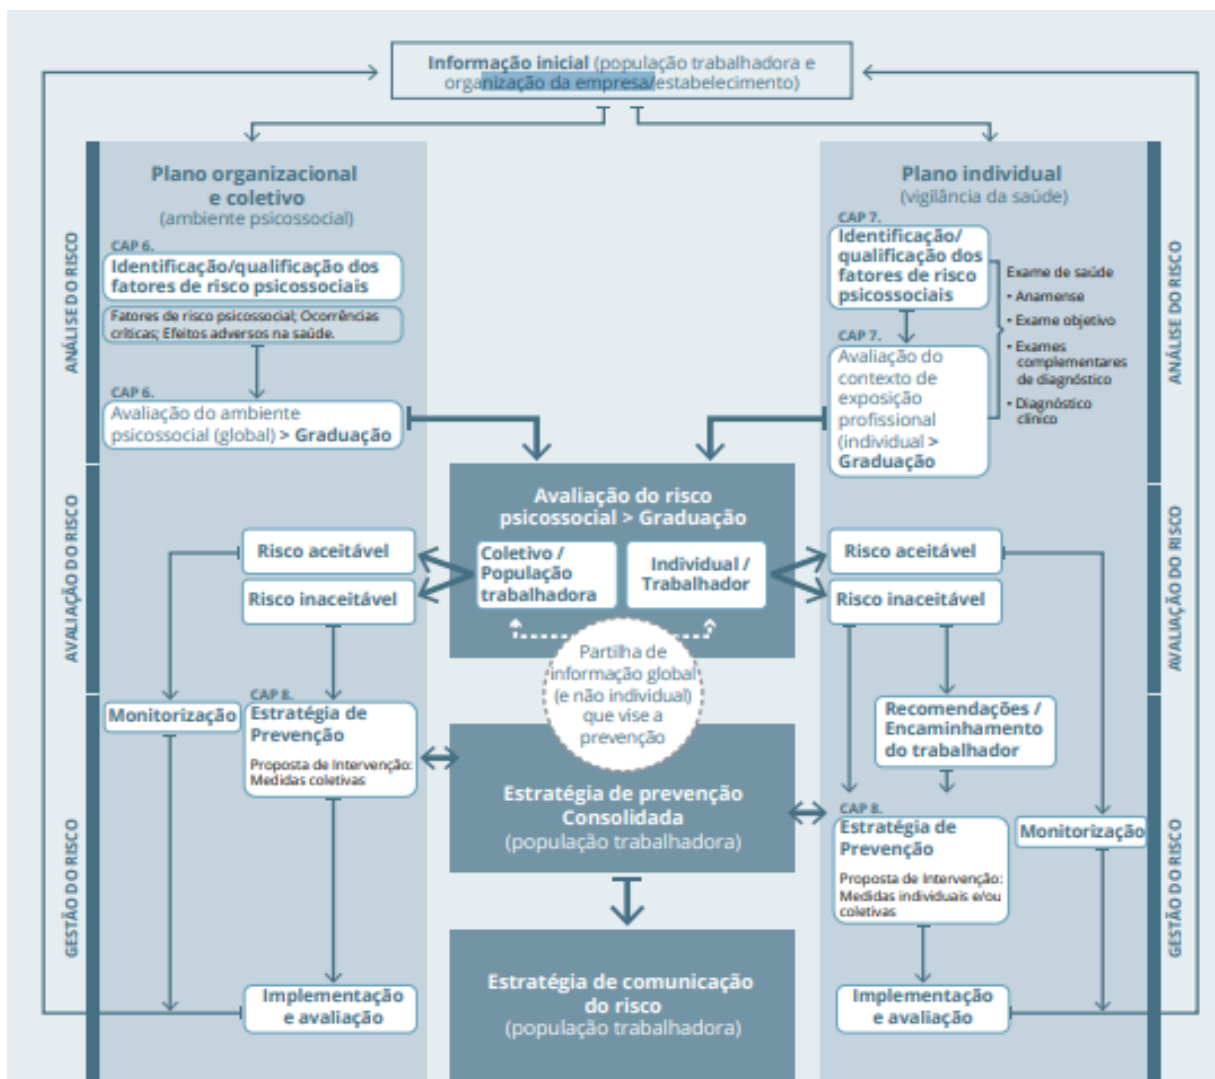 Informação inicial (população trabalhadora e
organização da empresa/estabelecimento)
Plano organizacional
e coletivo
(ambiente psicossocial)
ANÁLISE DO RISCO
CAP 6.
Identificação/qualificação dos
fatores de risco psicossociais
Fatores de risco psicossocial; Ocorrências
críticas; Efeitos adversos na saúde.
CAP 6.
Avaliação do ambiente
psicossocial (global) > Graduação
Plano individual
(vigilância da saúde)
CAP 7.
Identificação/
qualificação dos
fatores de risco
psicossociais
CAP 7.
Avaliação do
contexto de
exposição
profissional
(individual >
Graduação
Exame de saúde
• Anamense
• Exame objetivo
• Exames
complementares
de diagnóstico
• Diagnóstico
clínico
ANÁLISE DO RISCO
AVALIAÇÃO DO RISCO
Risco aceitável
Risco inaceitável
Avaliação do risco
psicossocial > Graduação
Coletivo /
População
trabalhadora
Individual /
Trabalhador
Risco aceitável
Risco inaceitável
AVALIAÇÃO DO RISCO
Partilha de
informação global
(e não individual)
que vise a
prevenção
GESTÃO DO RISCO
Monitorização
CAP 8.
Estratégia de
Prevenção
Proposta de Intervenção:
Medidas coletivas
Implementação
e avaliação
Estratégia de prevenção
Consolidada
(população trabalhadora)
Estratégia de comunicação
do risco
(população trabalhadora)
Recomendações /
Encaminhamento
do trabalhador
CAP 8.
Estratégia de
Prevenção
Proposta de Intervenção:
Medidas individuais e/ou
coletivas
Monitorização
Implementação
e avaliação
GESTÃO DO RISCO